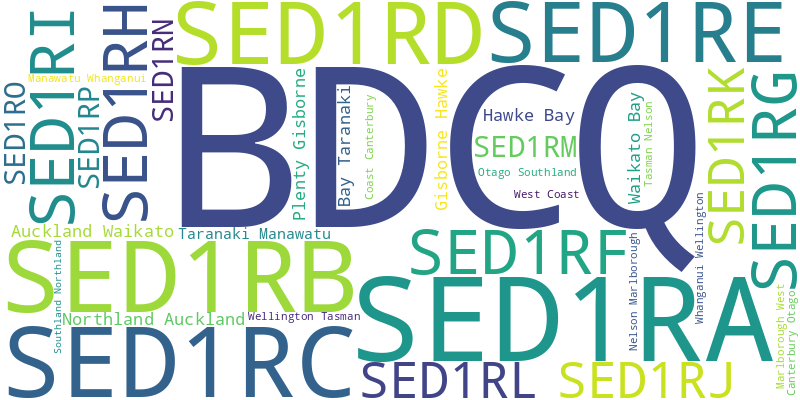 SED1RD
SED1RE
SED1RI
SED1RH
SED1RN
Manawatu Whanganui
SED1RO
SED1RP
BDCQ
Plenty Gisborne
Bay Taranaki
Coast Canterbury
Gisborne Hawke
Hawke Bay
SED1RM
Otago Southland
West Coast
Waikato Bay
Tasman Nelson
SED1RK
SED1RG
Auckland Waikato
Taranaki Manawatu
SED1RB
Southland Northland
SED1RF
Nelson Marlborough
Whanganui Wellington
SED1RA
Northland Auckland
Wellington Tasman
SED1RC
SED1RL
SED1RJ
Marlborough West
Canterbury Otago